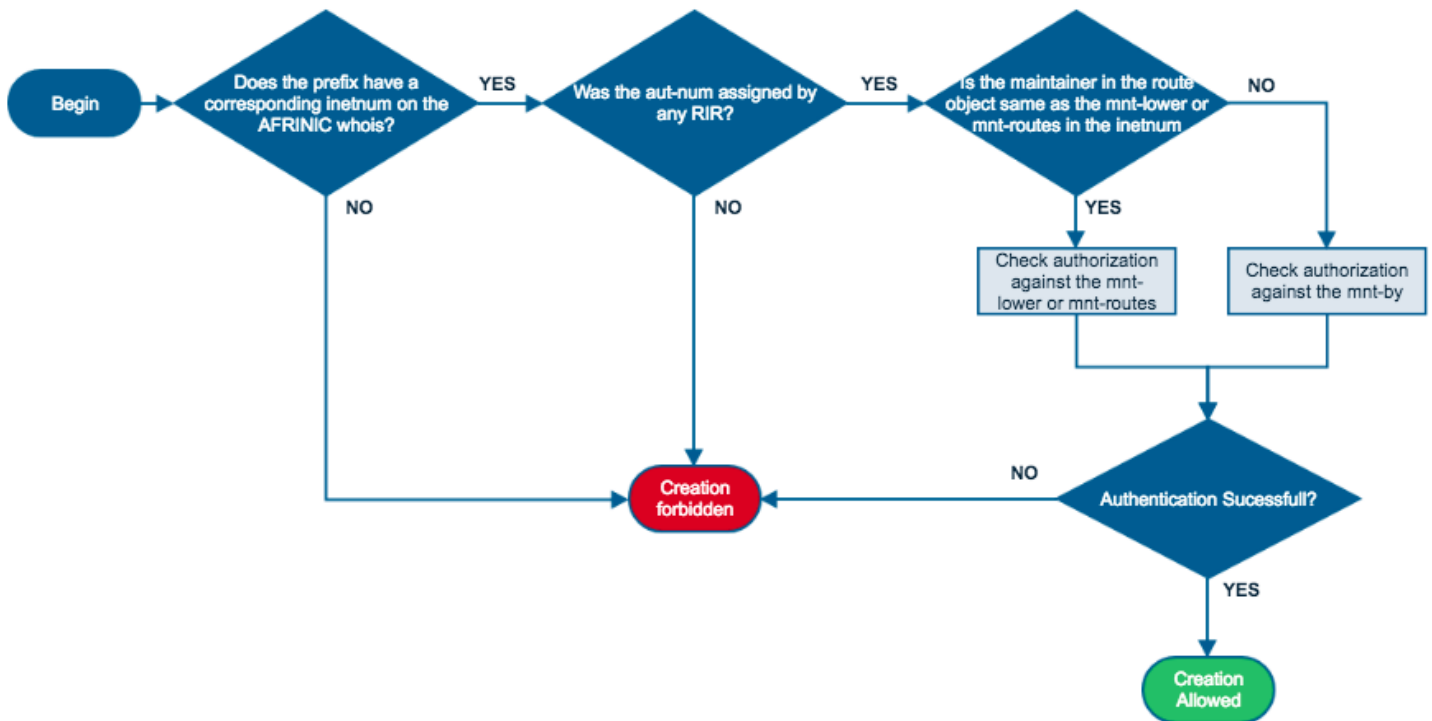 Begin
Does the prefix have a
corresponding inetnum on the
AFRINIC whois?
YES
NO
Was the aut-num assigned by
any RIR?
YES
NO
Is the maintainer in the route
object same as the mnt-lower or
mnt-routes in the inetnum
NO
YES
Check authorization
against the mnt-
lower or mnt-routes
Check authorization
against the mnt-by
Authentication Sucessfull?
NO
Creation
forbidden
YES
Creation
Allowed